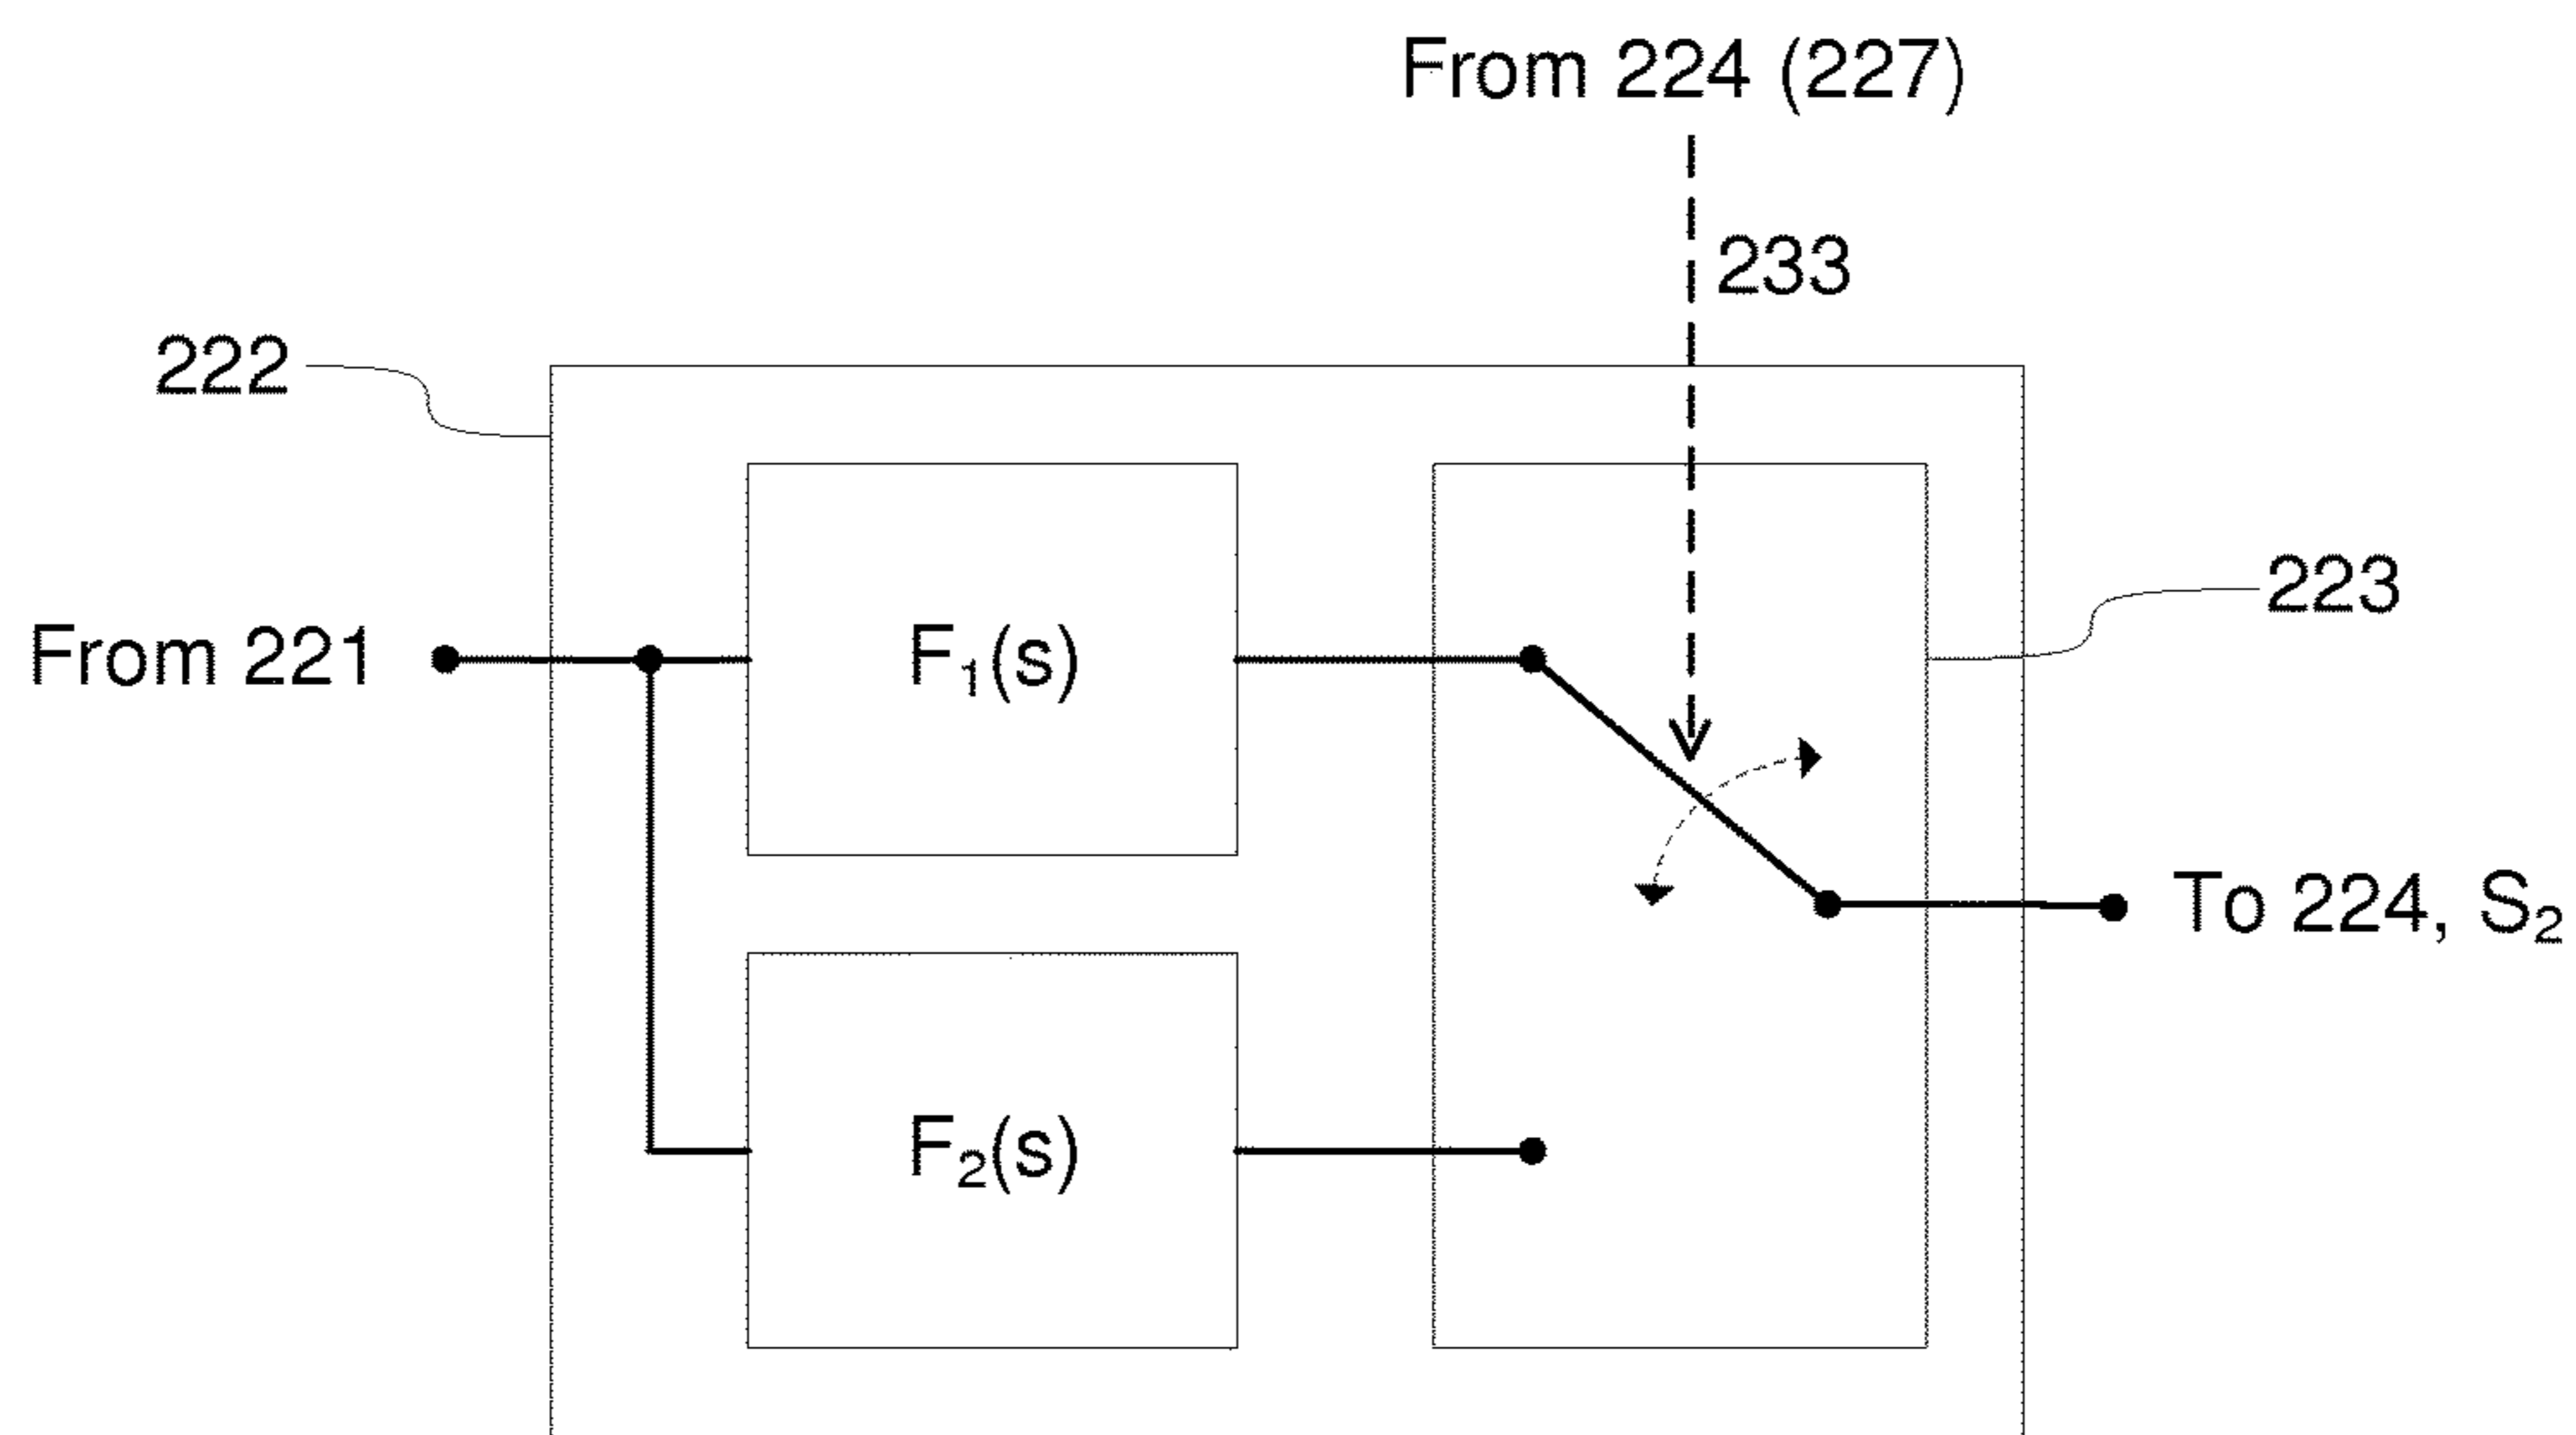 From 224 (227)
233
222
223
From 221
F₁(s)
To 224, S₂
F₂(s)